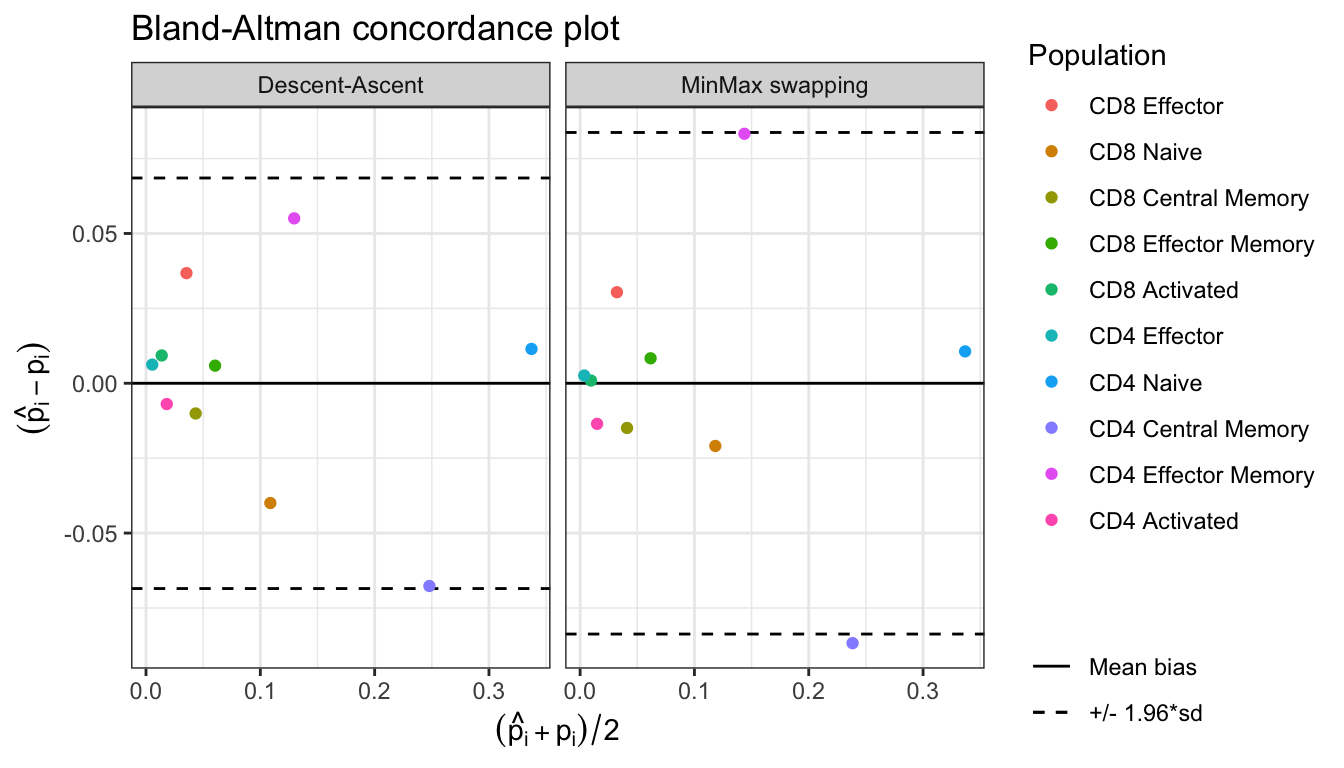 Bland-Altman concordance plot
Descent-Ascent
MinMax swapping
0.05
0.00
-0.05
(p̂ᵢ − pᵢ)
0.0 0.1 0.2 0.3
0.0 0.1 0.2 0.3
(p̂ᵢ + pᵢ)/2
Population
CD8 Effector
CD8 Naive
CD8 Central Memory
CD8 Effector Memory
CD8 Activated
CD4 Effector
CD4 Naive
CD4 Central Memory
CD4 Effector Memory
CD4 Activated
Mean bias
+/- 1.96*sd